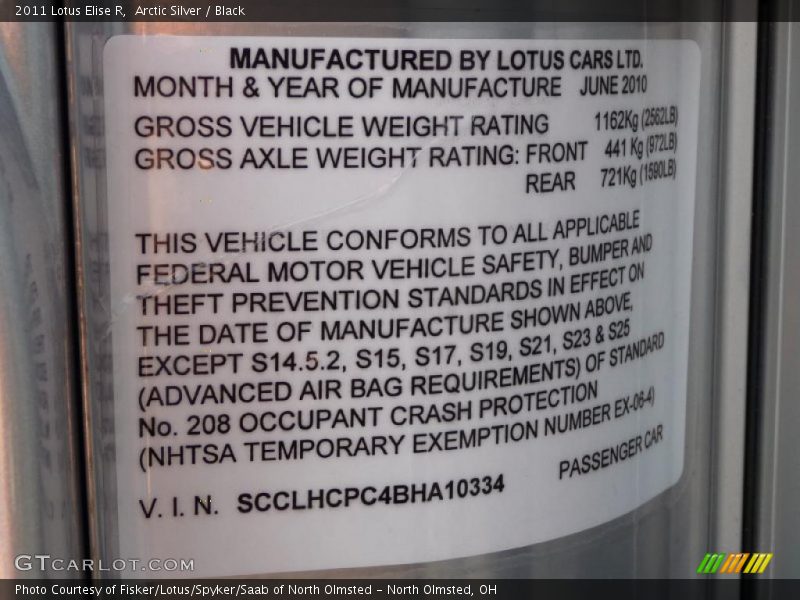 2011 Lotus Elise R, Arctic Silver / Black
MANUFACTURED BY LOTUS CARS LTD.
MONTH & YEAR OF MANUFACTURE JUNE 2010
GROSS VEHICLE WEIGHT RATING 1162Kg (2562LB)
GROSS AXLE WEIGHT RATING: FRONT 441 Kg (972LB)
REAR 721Kg (1590LB)
THIS VEHICLE CONFORMS TO ALL APPLICABLE
FEDERAL MOTOR VEHICLE SAFETY, BUMPER AND
THEFT PREVENTION STANDARDS IN EFFECT ON
THE DATE OF MANUFACTURE SHOWN ABOVE,
EXCEPT S14.5.2, S15, S17, S19, S21, S23 & S25
(ADVANCED AIR BAG REQUIREMENTS) OF STANDARD
No. 208 OCCUPANT CRASH PROTECTION
(NHTSA TEMPORARY EXEMPTION NUMBER EX-06-4)
PASSENGER CAR
V. I. N. SCCLHCPC4BHA10334
GTCARLOT.COM
Photo Courtesy of Fisker/Lotus/Spyker/Saab of North Olmsted - North Olmsted, OH